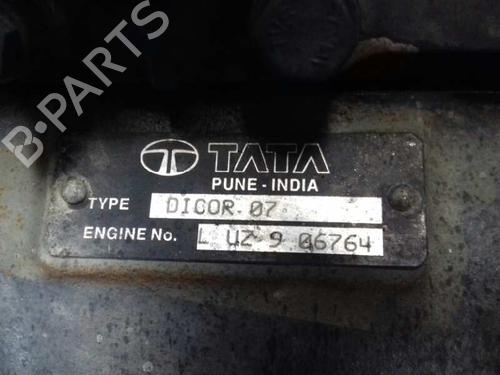 B-PARTS
TATA
PUNE - INDIA
TYPE DICOR 07
ENGINE No. L UZ 9 06764